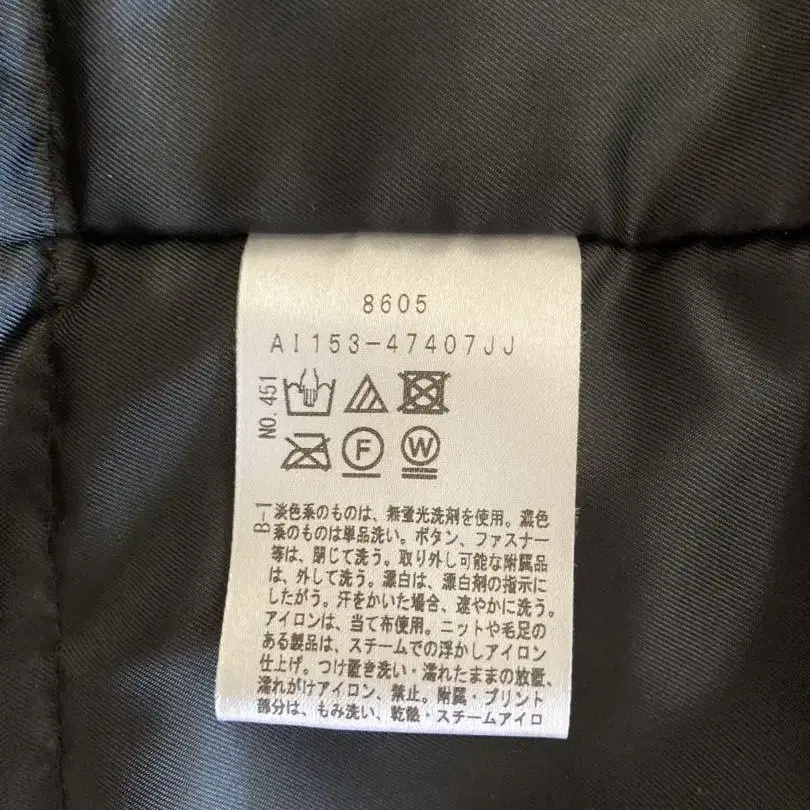 8605
AI153-47407JJ
NO.451
F
W
B-1
淡色系のものは、無蛍光洗剤を使用。濃色
系のものは単品洗い。ボタン、ファスナー
等は、閉じて洗う。取り外し可能な附属品
は、外して洗う。漂白は、漂白剤の指示に
したがう。汗をかいた場合、速やかに洗う。
アイロンは、当て布使用。ニットや毛足の
ある製品は、スチームでの浮かしアイロン
仕上げ。つけ置き洗い・濡れたままの放置、
濡れがけアイロン、禁止。附属・プリント
部分は、もみ洗い、乾燥・スチームアイロ